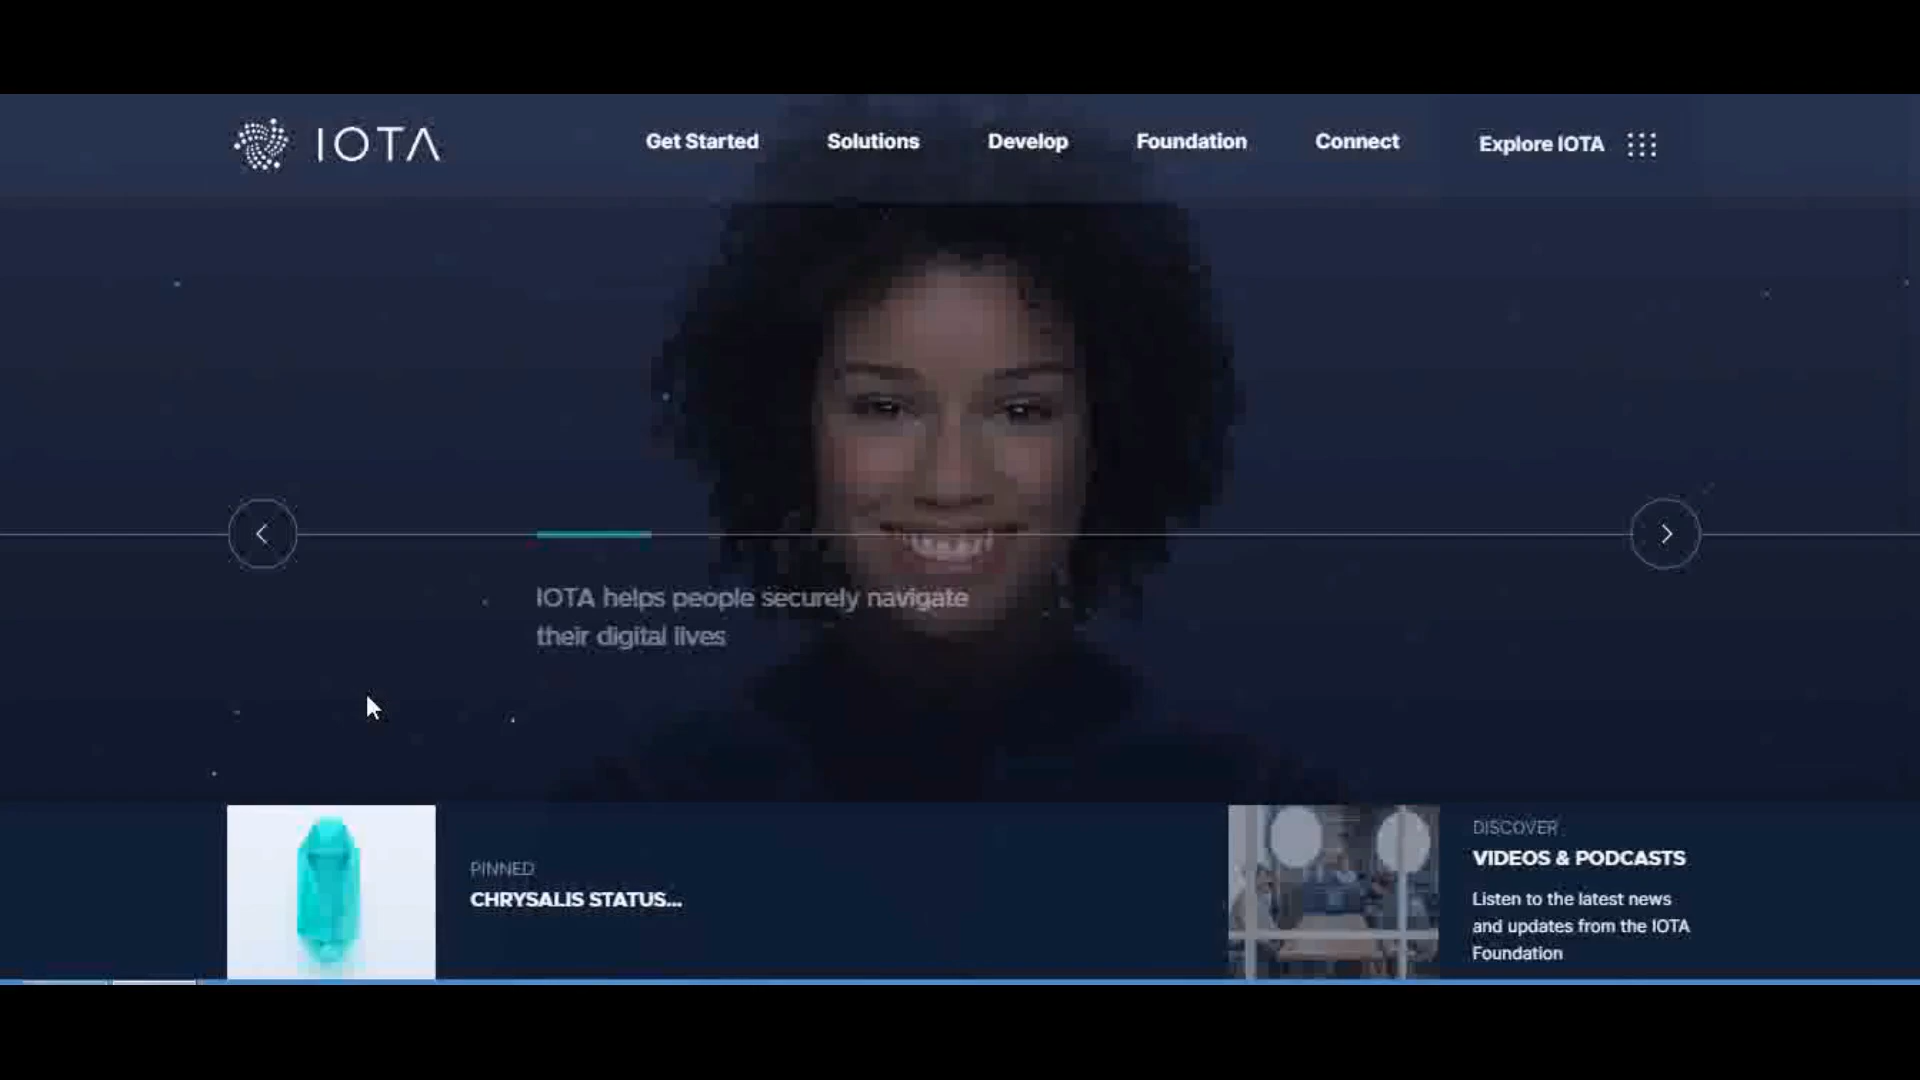 IOTA
Get Started
Solutions
Develop
Foundation
Connect
Explore IOTA
IOTA helps people securely navigate
their digital lives
PINNED
CHRYSALIS STATUS...
DISCOVER
VIDEOS & PODCASTS
Listen to the latest news
and updates from the IOTA
Foundation